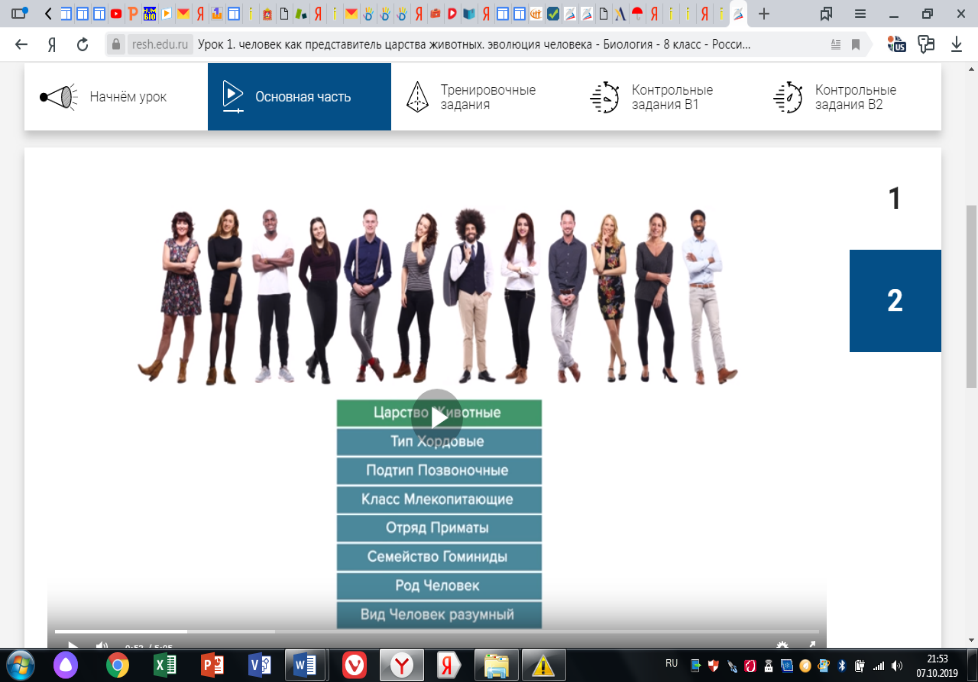 resh.edu.ru Урок 1. человек как представитель царства животных. эволюция человека - Биология - 8 класс - Росси...
Начнём урок
Основная часть
Тренировочные
задания
Контрольные
задания В1
Контрольные
задания В2
1
2
Царство Животные
Тип Хордовые
Подтип Позвоночные
Класс Млекопитающие
Отряд Приматы
Семейство Гоминиды
Род Человек
Вид Человек разумный
RU
21:53
07.10.2019